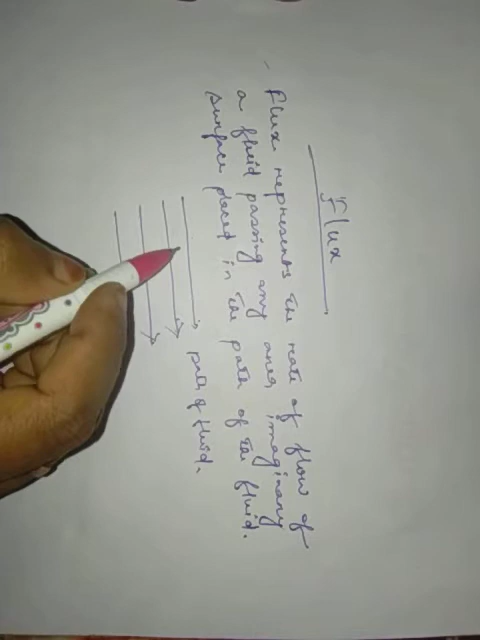 Flux
- Flux represents the rate of flow of
a fluid passing any area, imaginary
surface placed in the path of the fluid.
path of fluid.